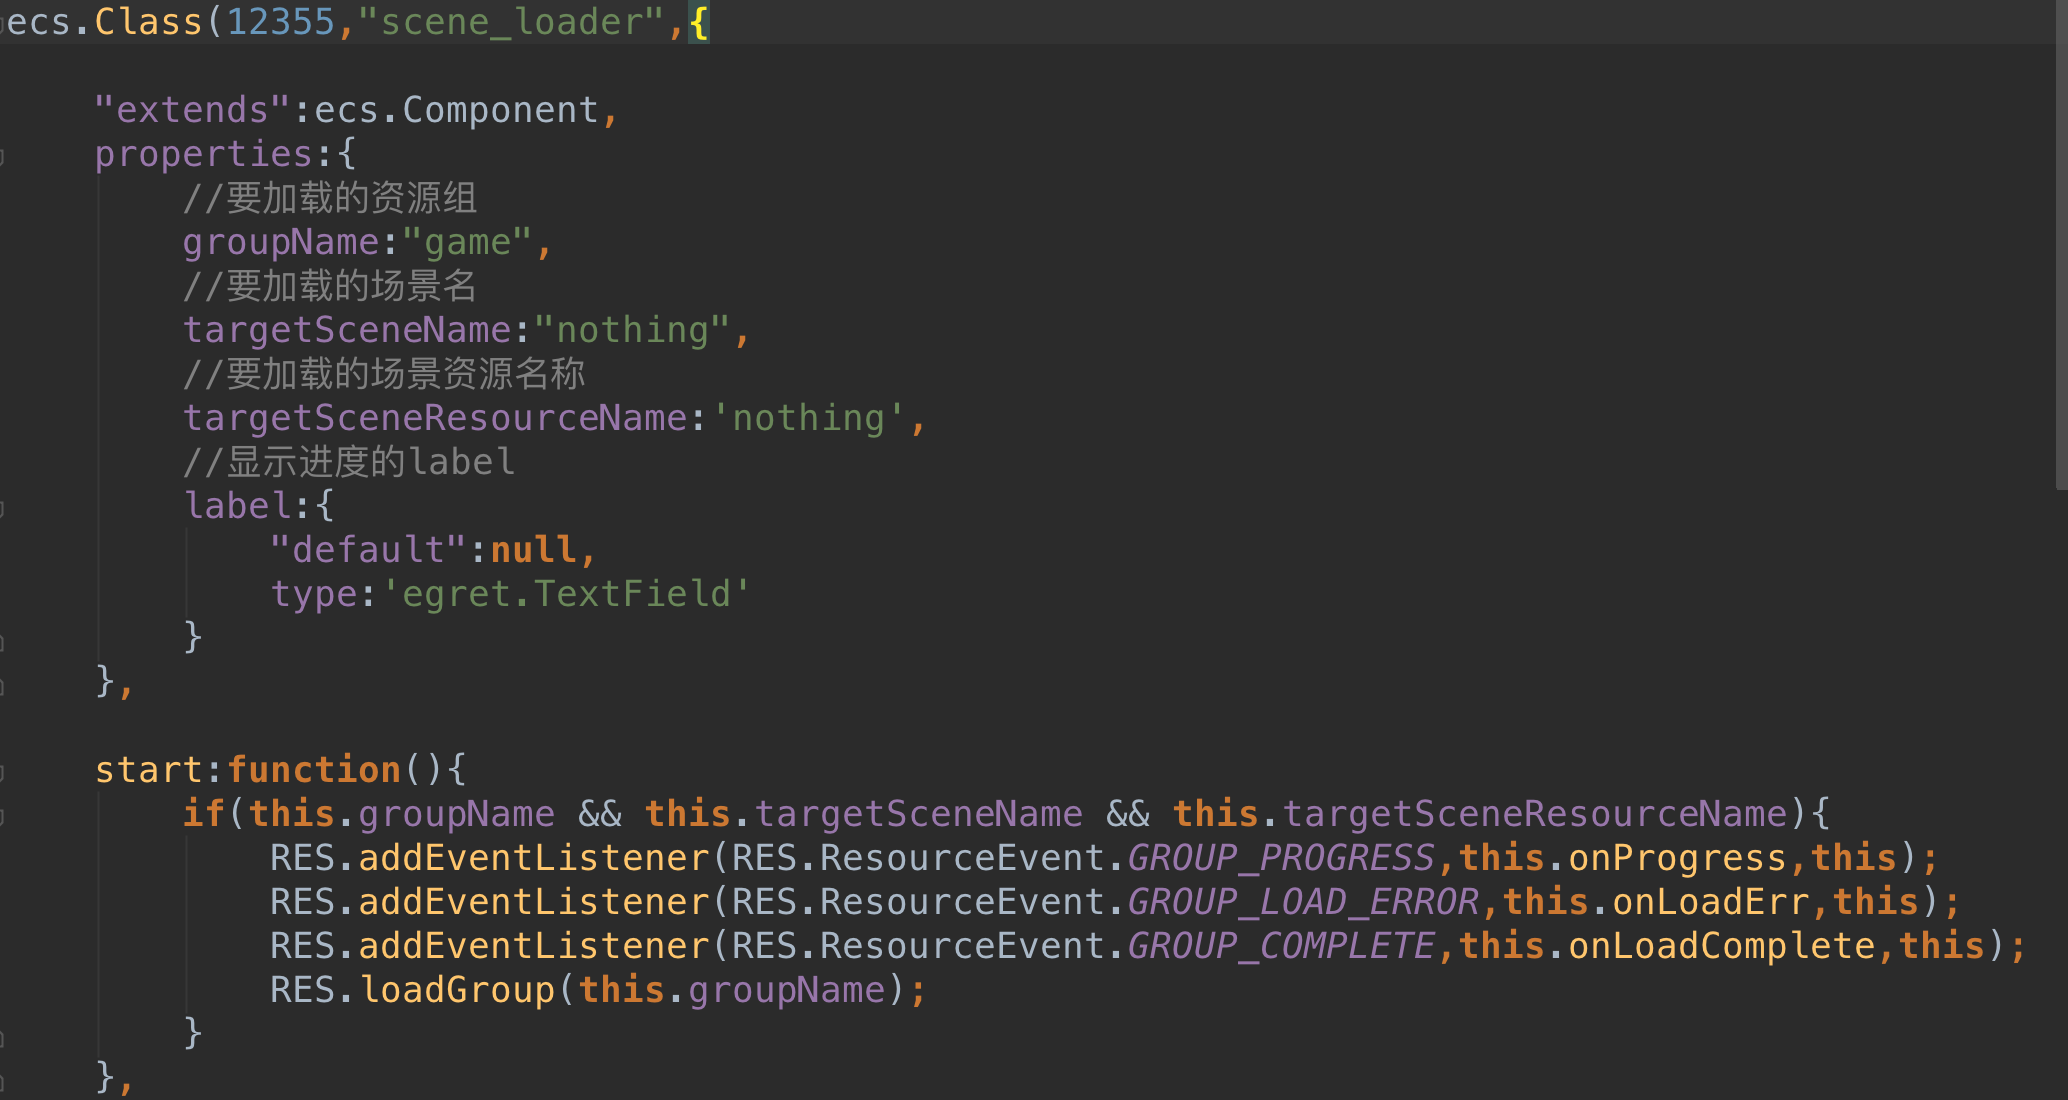 ecs.Class(12355,"scene_loader",{
"extends":ecs.Component,
properties:{
//要加载的资源组
groupName:"game",
//要加载的场景名
targetSceneName:"nothing",
//要加载的场景资源名称
targetSceneResourceName:'nothing',
//显示进度的label
label:{
"default":null,
type:'egret.TextField'
}
},
start:function(){
if(this.groupName && this.targetSceneName && this.targetSceneResourceName){
RES.addEventListener(RES.ResourceEvent.GROUP_PROGRESS,this.onProgress,this);
RES.addEventListener(RES.ResourceEvent.GROUP_LOAD_ERROR,this.onLoadErr,this);
RES.addEventListener(RES.ResourceEvent.GROUP_COMPLETE,this.onLoadComplete,this);
RES.loadGroup(this.groupName);
}
},